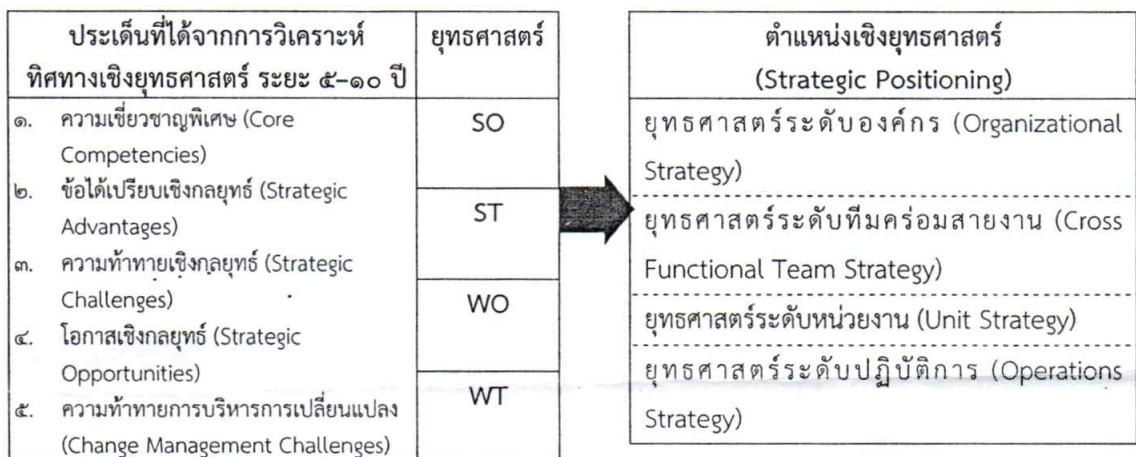 ประเด็นที่ได้จากการวิเคราะห์
ทิศทางเชิงยุทธศาสตร์ ระยะ ๕-๑๐ ปี
๑. ความเชี่ยวชาญพิเศษ (Core
Competencies)
๒. ข้อได้เปรียบเชิงกลยุทธ์ (Strategic
Advantages)
๓. ความท้าทายเชิงกลยุทธ์ (Strategic
Challenges)
๔. โอกาสเชิงกลยุทธ์ (Strategic
Opportunities)
๕. ความท้าทายการบริหารการเปลี่ยนแปลง
(Change Management Challenges)
ยุทธศาสตร์
SO
ST
WO
WT
ตำแหน่งเชิงยุทธศาสตร์
(Strategic Positioning)
ยุทธศาสตร์ระดับองค์กร (Organizational
Strategy)
ยุทธศาสตร์ระดับทีมคร่อมสายงาน (Cross
Functional Team Strategy)
ยุทธศาสตร์ระดับหน่วยงาน (Unit Strategy)
ยุทธศาสตร์ระดับปฏิบัติการ (Operations
Strategy)